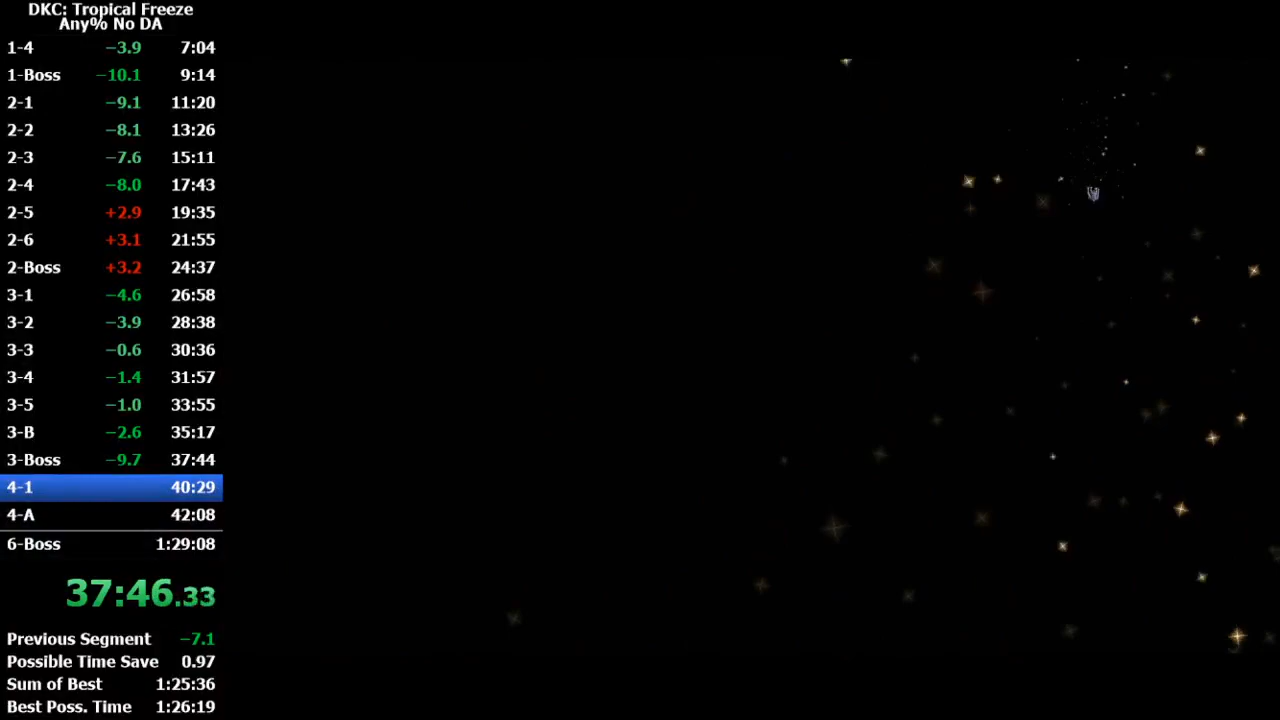 DKC: Tropical Freeze
Any% No DA
1-4 −3.9 7:04
1-Boss −10.1 9:14
2-1 −9.1 11:20
2-2 −8.1 13:26
2-3 −7.6 15:11
2-4 −8.0 17:43
2-5 +2.9 19:35
2-6 +3.1 21:55
2-Boss +3.2 24:37
3-1 −4.6 26:58
3-2 −3.9 28:38
3-3 −0.6 30:36
3-4 −1.4 31:57
3-5 −1.0 33:55
3-B −2.6 35:17
3-Boss −9.7 37:44
4-1 40:29
4-A 42:08
6-Boss 1:29:08
37:46.33
Previous Segment −7.1
Possible Time Save 0.97
Sum of Best 1:25:36
Best Poss. Time 1:26:19